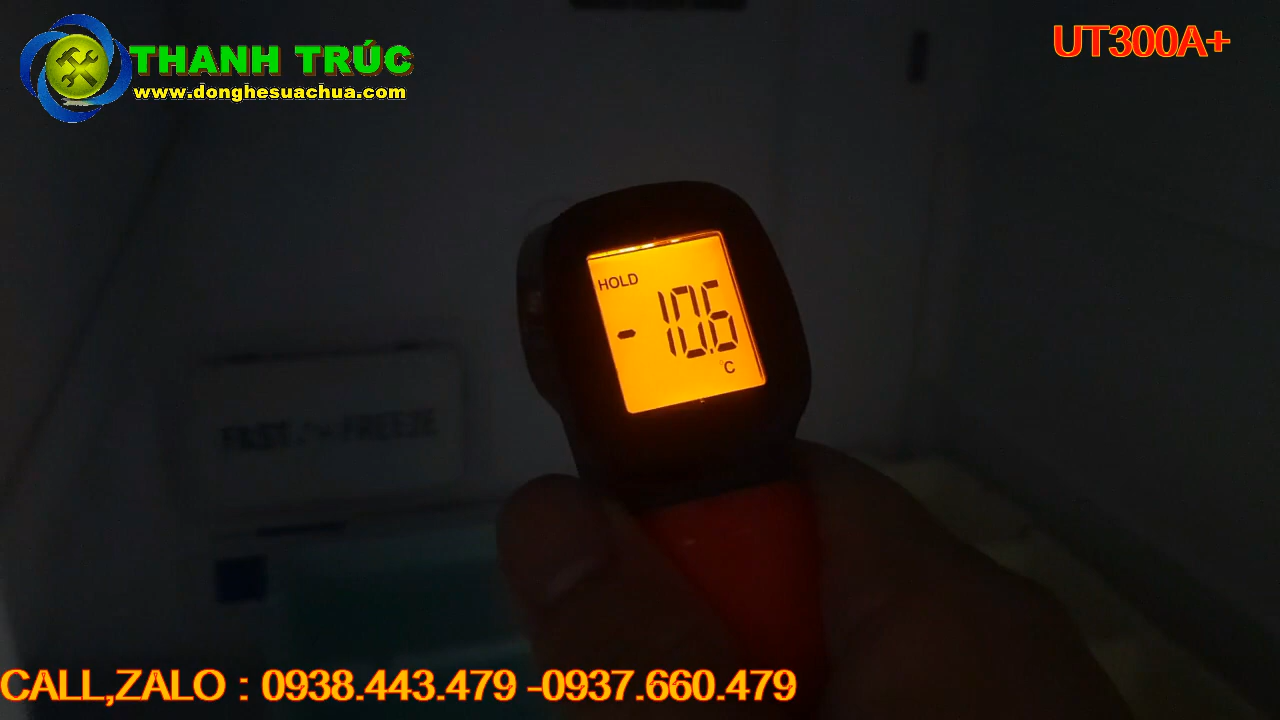 THANH TRÚC
www.donghesuachua.com
UT300A+
HOLD
-10.6
°C
FAST FREEZE
CALL,ZALO : 0938.443.479 -0937.660.479